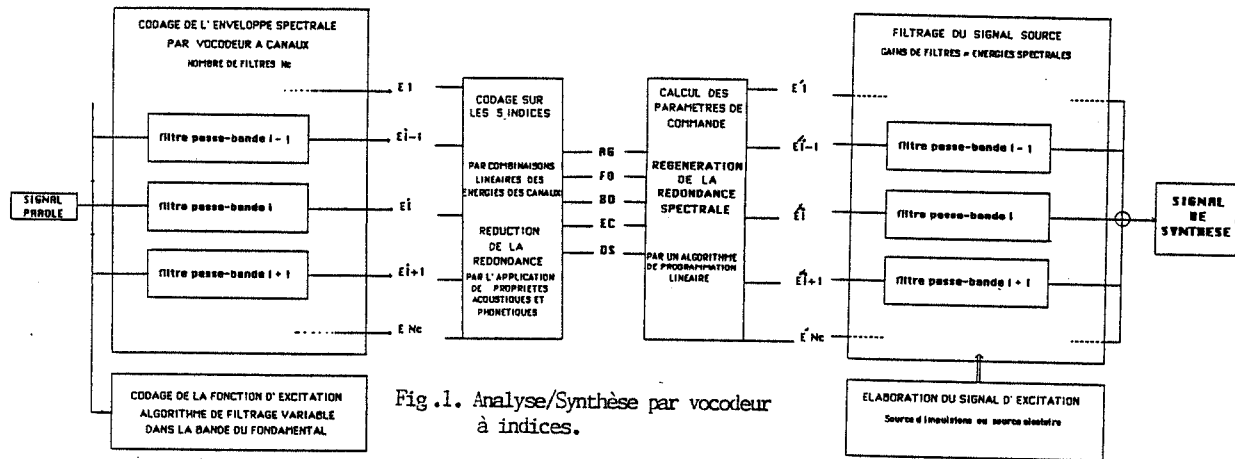 CODAGE DE L' ENVELOPPE SPECTRALE
PAR VOCODEUR A CANAUX
NOMBRE DE FILTRES Nc
filtre passe-bande i - 1
filtre passe-bande i
filtre passe-bande i + 1
SIGNAL
PAROLE
CODAGE DE LA FONCTION D' EXCITATION
ALGORITHME DE FILTRAGE VARIABLE
DANS LA BANDE DU FONDAMENTAL
E 1
Ei-1
Ei
Ei+1
E Nc
CODAGE SUR
LES 5 INDICES
PAR COMBINAISONS
LINEAIRES DES
ENERGIES DES CANAUX
REDUCTION
DE LA
REDONDANCE
PAR L' APPLICATION
DE PROPRIETES
ACOUSTIQUES ET
PHONETIQUES
AG
FO
BO
EC
DS
CALCUL DES
PARAMETRES DE
COMMANDE
REGENERATION
DE LA
REDONDANCE
SPECTRALE
PAR UN ALGORITHME
DE PROGRAMMATION
LINEAIRE
E'1
E'i-1
E'i
E'i+1
E'Nc
FILTRAGE DU SIGNAL SOURCE
GAINS DE FILTRES = ENERGIES SPECTRALES
filtre passe-bande i - 1
filtre passe-bande i
filtre passe-bande i + 1
SIGNAL
DE
SYNTHESE
ELABORATION DU SIGNAL D' EXCITATION
Source d'impulsions ou source aleatoire
Fig.1. Analyse/Synthèse par vocodeur
à indices.